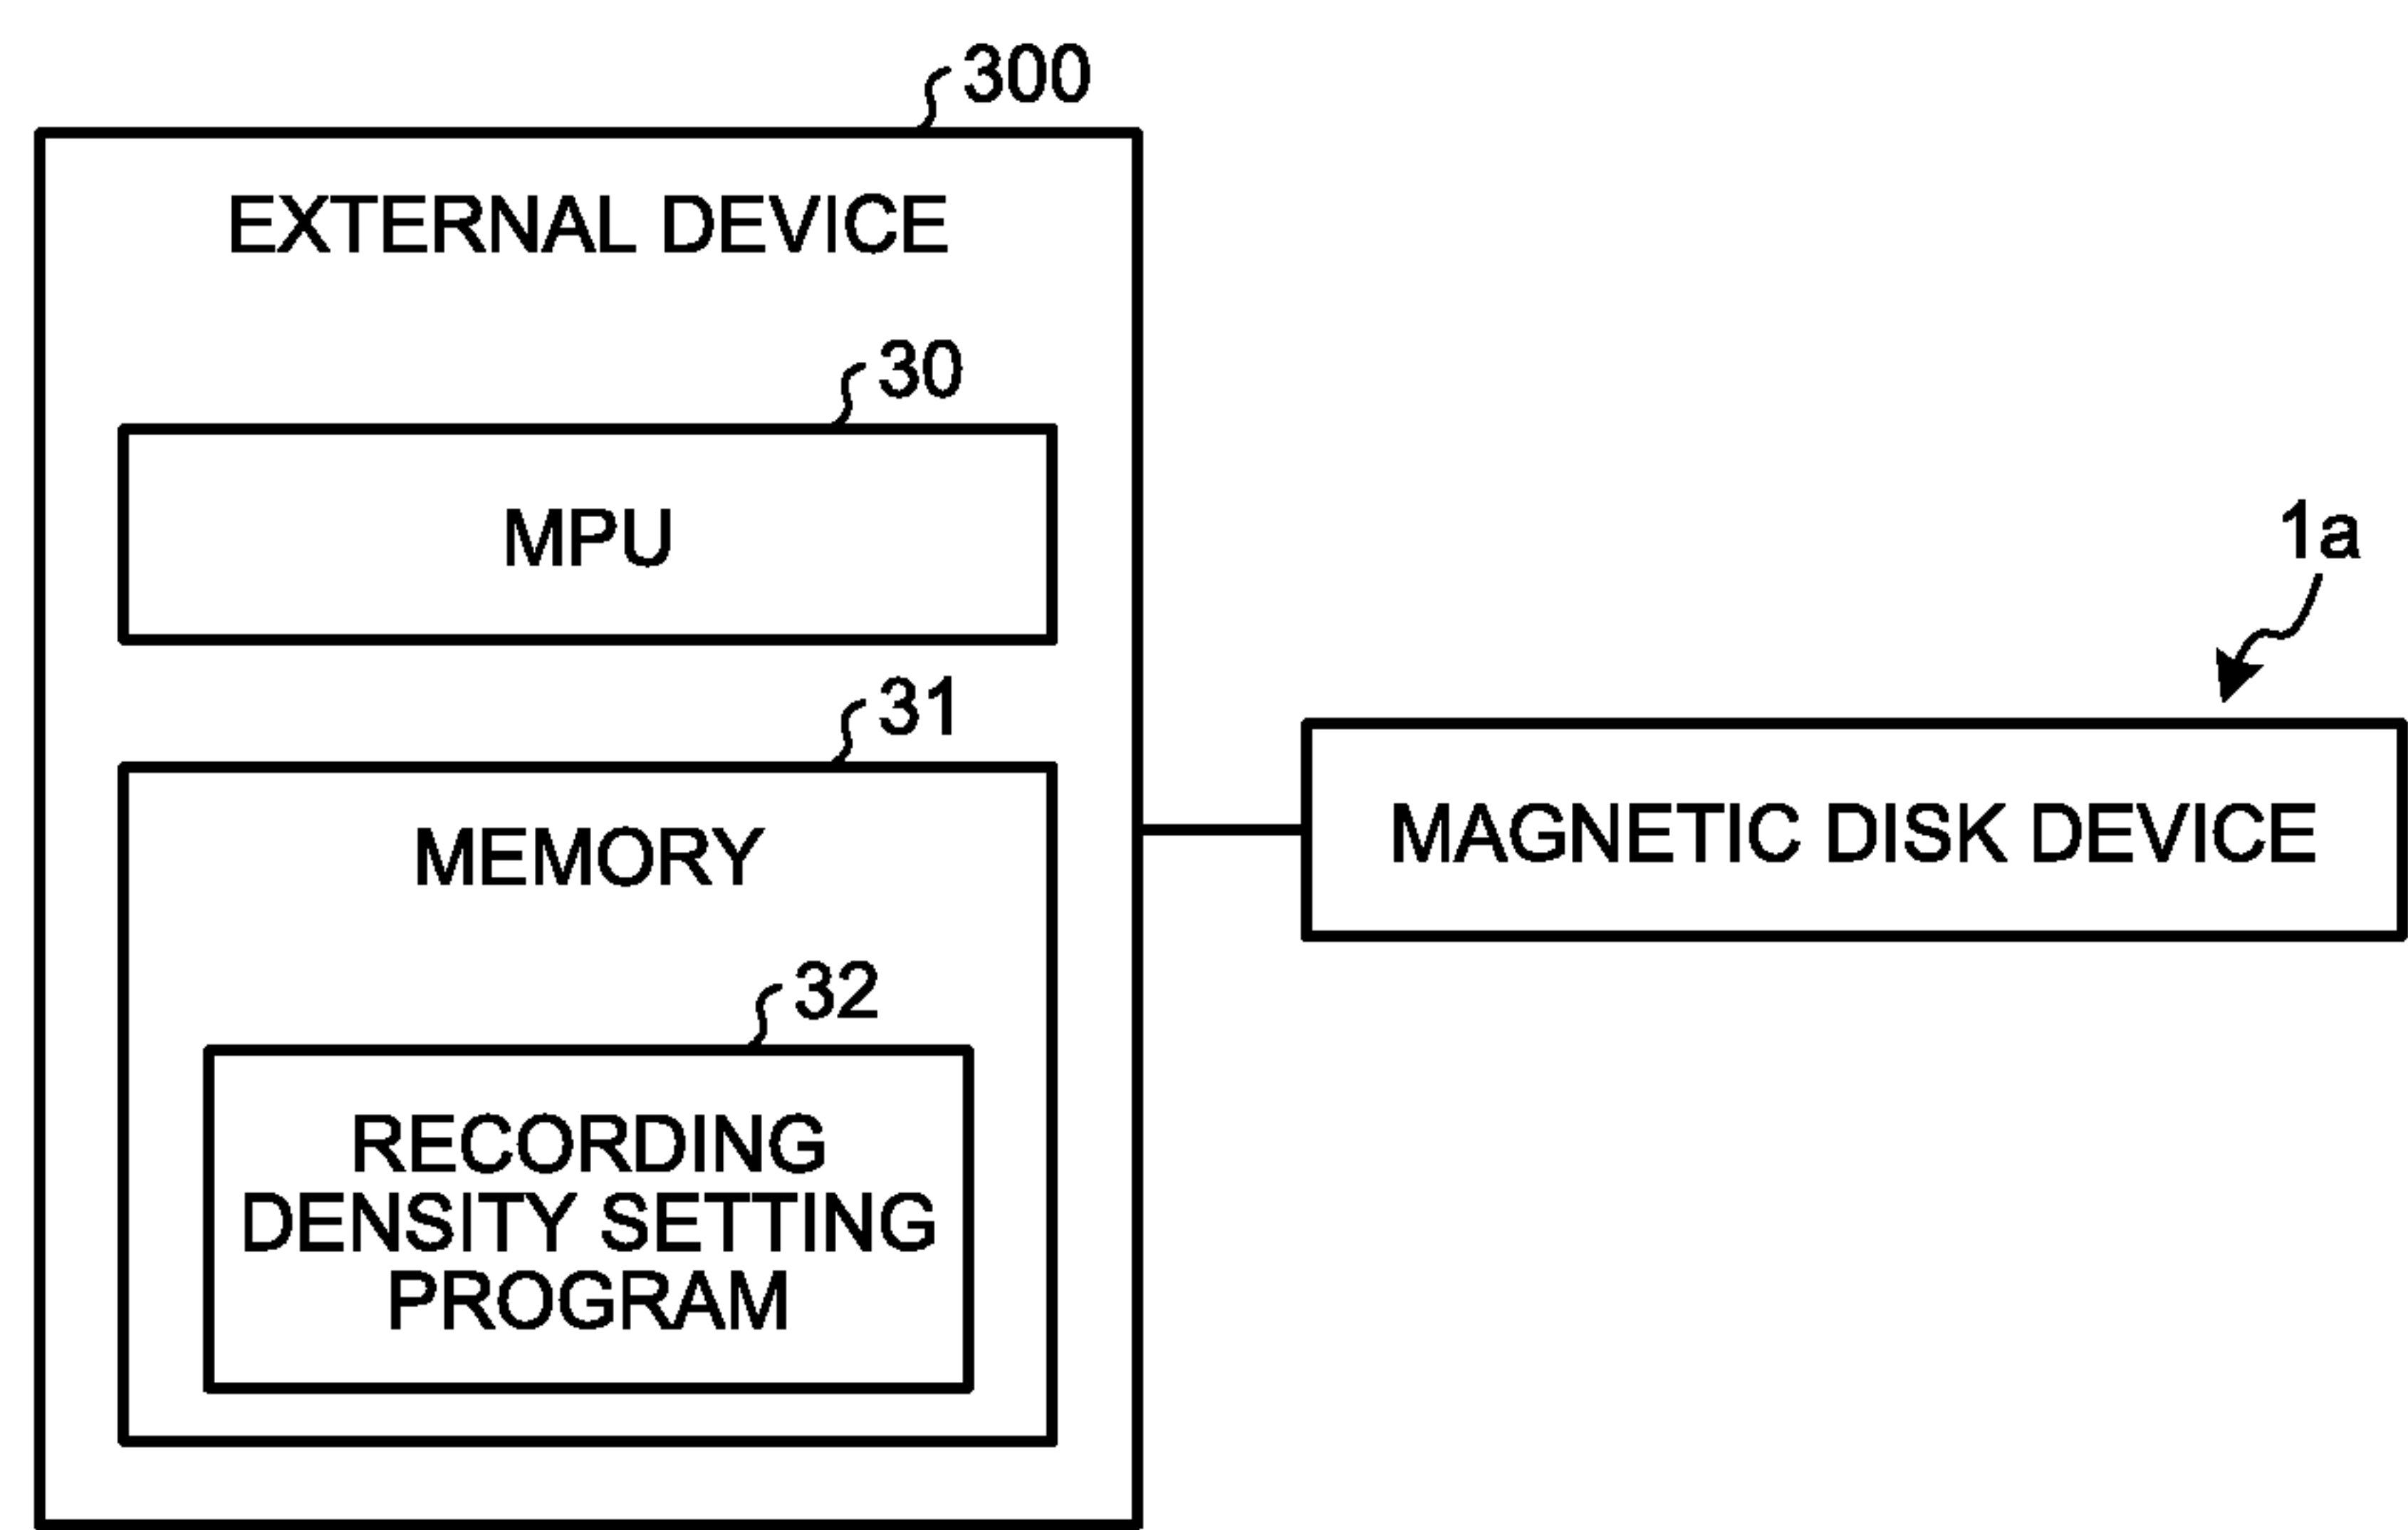 300
EXTERNAL DEVICE
30
MPU
31
MEMORY
32
RECORDING
DENSITY SETTING
PROGRAM
1a
MAGNETIC DISK DEVICE